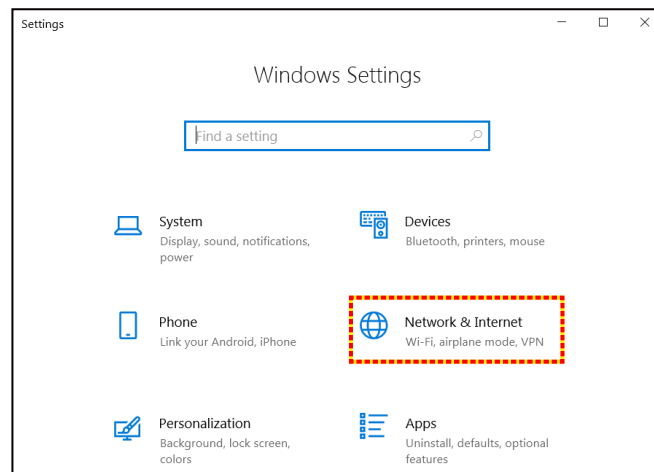 Settings
Windows Settings
Find a setting
System
Display, sound, notifications,
power
Devices
Bluetooth, printers, mouse
Phone
Link your Android, iPhone
Network & Internet
Wi-Fi, airplane mode, VPN
Personalization
Background, lock screen,
colors
Apps
Uninstall, defaults, optional
features